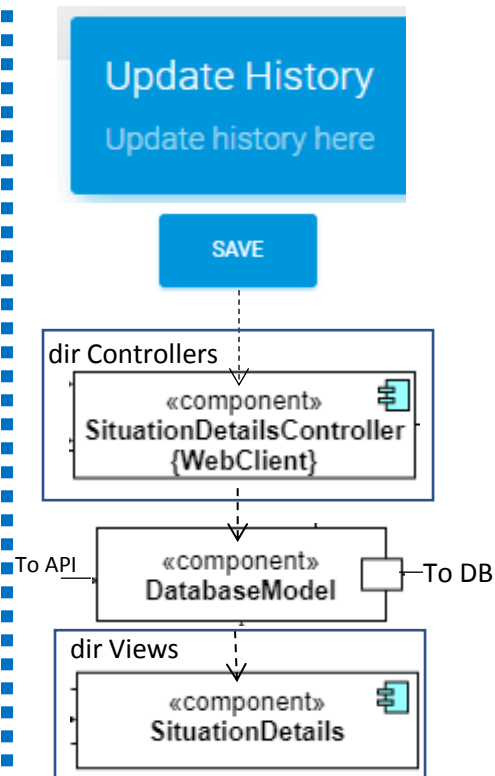 Update History
Update history here
SAVE
dir Controllers
«component»
SituationDetailsController
{WebClient}
«component»
DatabaseModel
To API
To DB
dir Views
«component»
SituationDetails